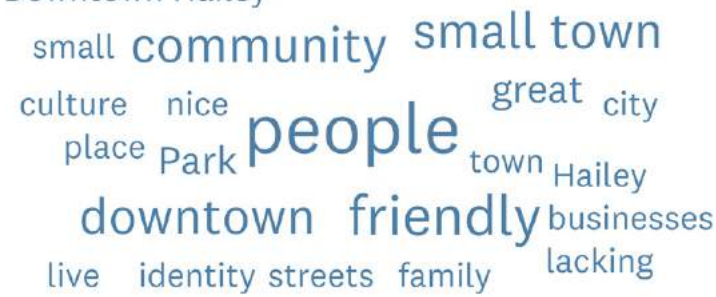 small community small town
culture nice great city
place Park people town Hailey
downtown friendly businesses
live identity streets family lacking